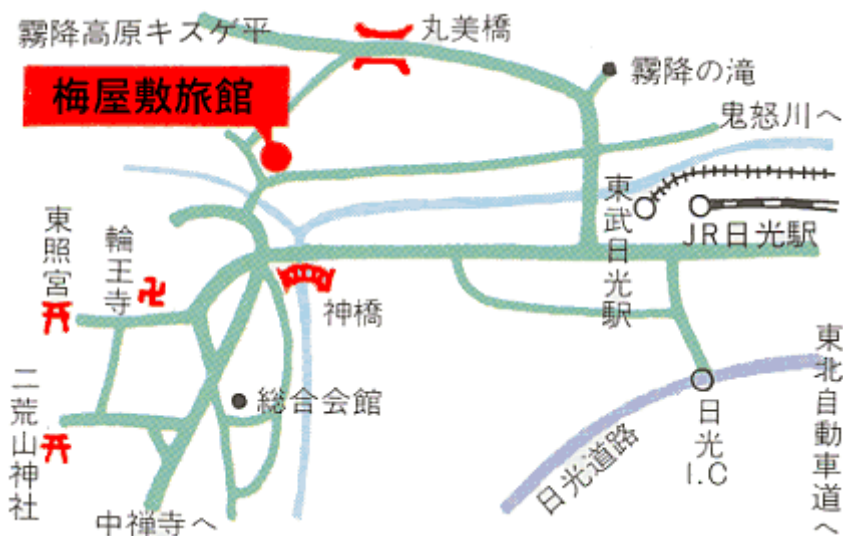 霧降高原キスゲ平
丸美橋
霧降の滝
梅屋敷旅館
鬼怒川へ
東武日光駅
JR日光駅
東照宮
輪王寺
神橋
二荒山神社
総合会館
日光道路
日光
I.C
東北自動車道へ
中禅寺へ